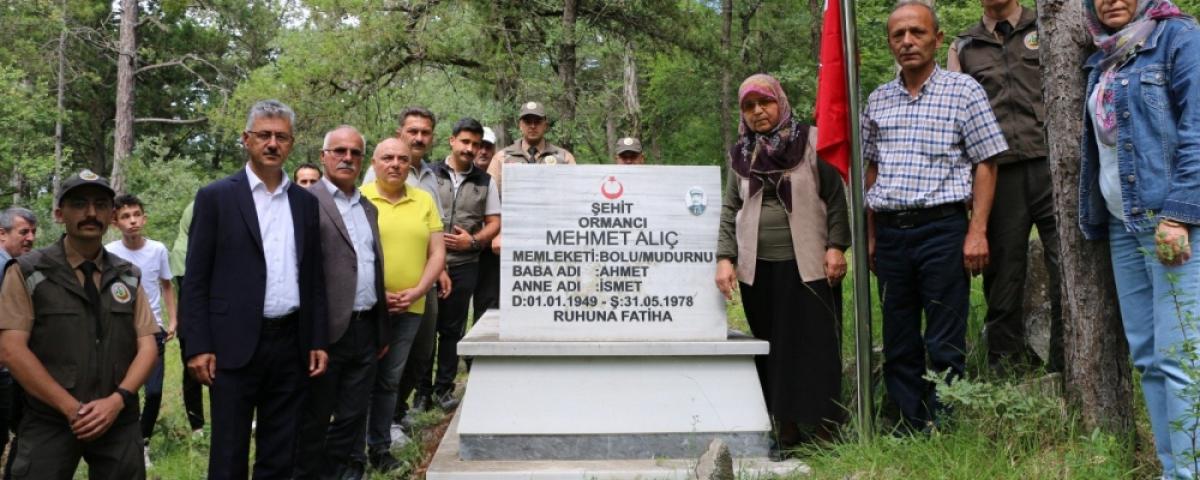 ŞEHİT
ORMANCI
MEHMET ALIÇ
MEMLEKETİ:BOLU/MUDURNU
BABA ADI :AHMET
ANNE ADI :İSMET
D:01.01.1949 - Ş:31.05.1978
RUHUNA FATİHA